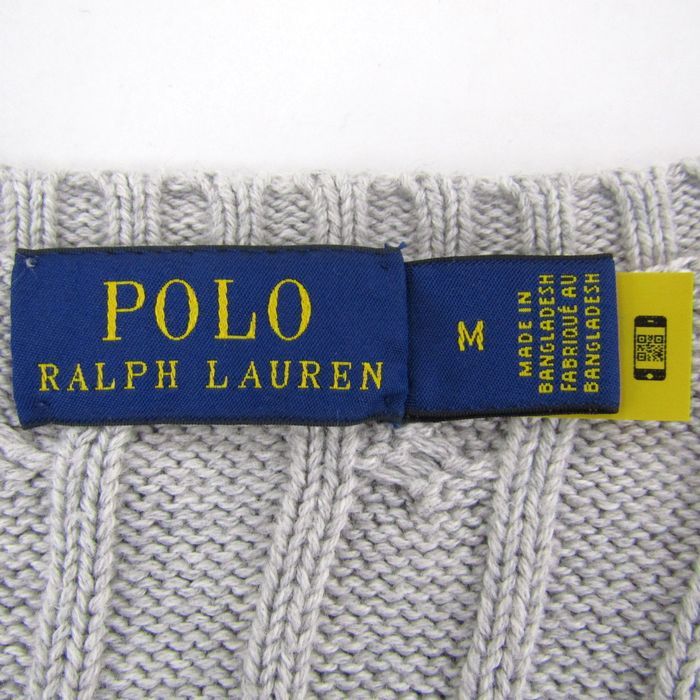 POLO
RALPH LAUREN
M
MADE IN
BANGLADESH
FABRIQUÉ AU
BANGLADESH